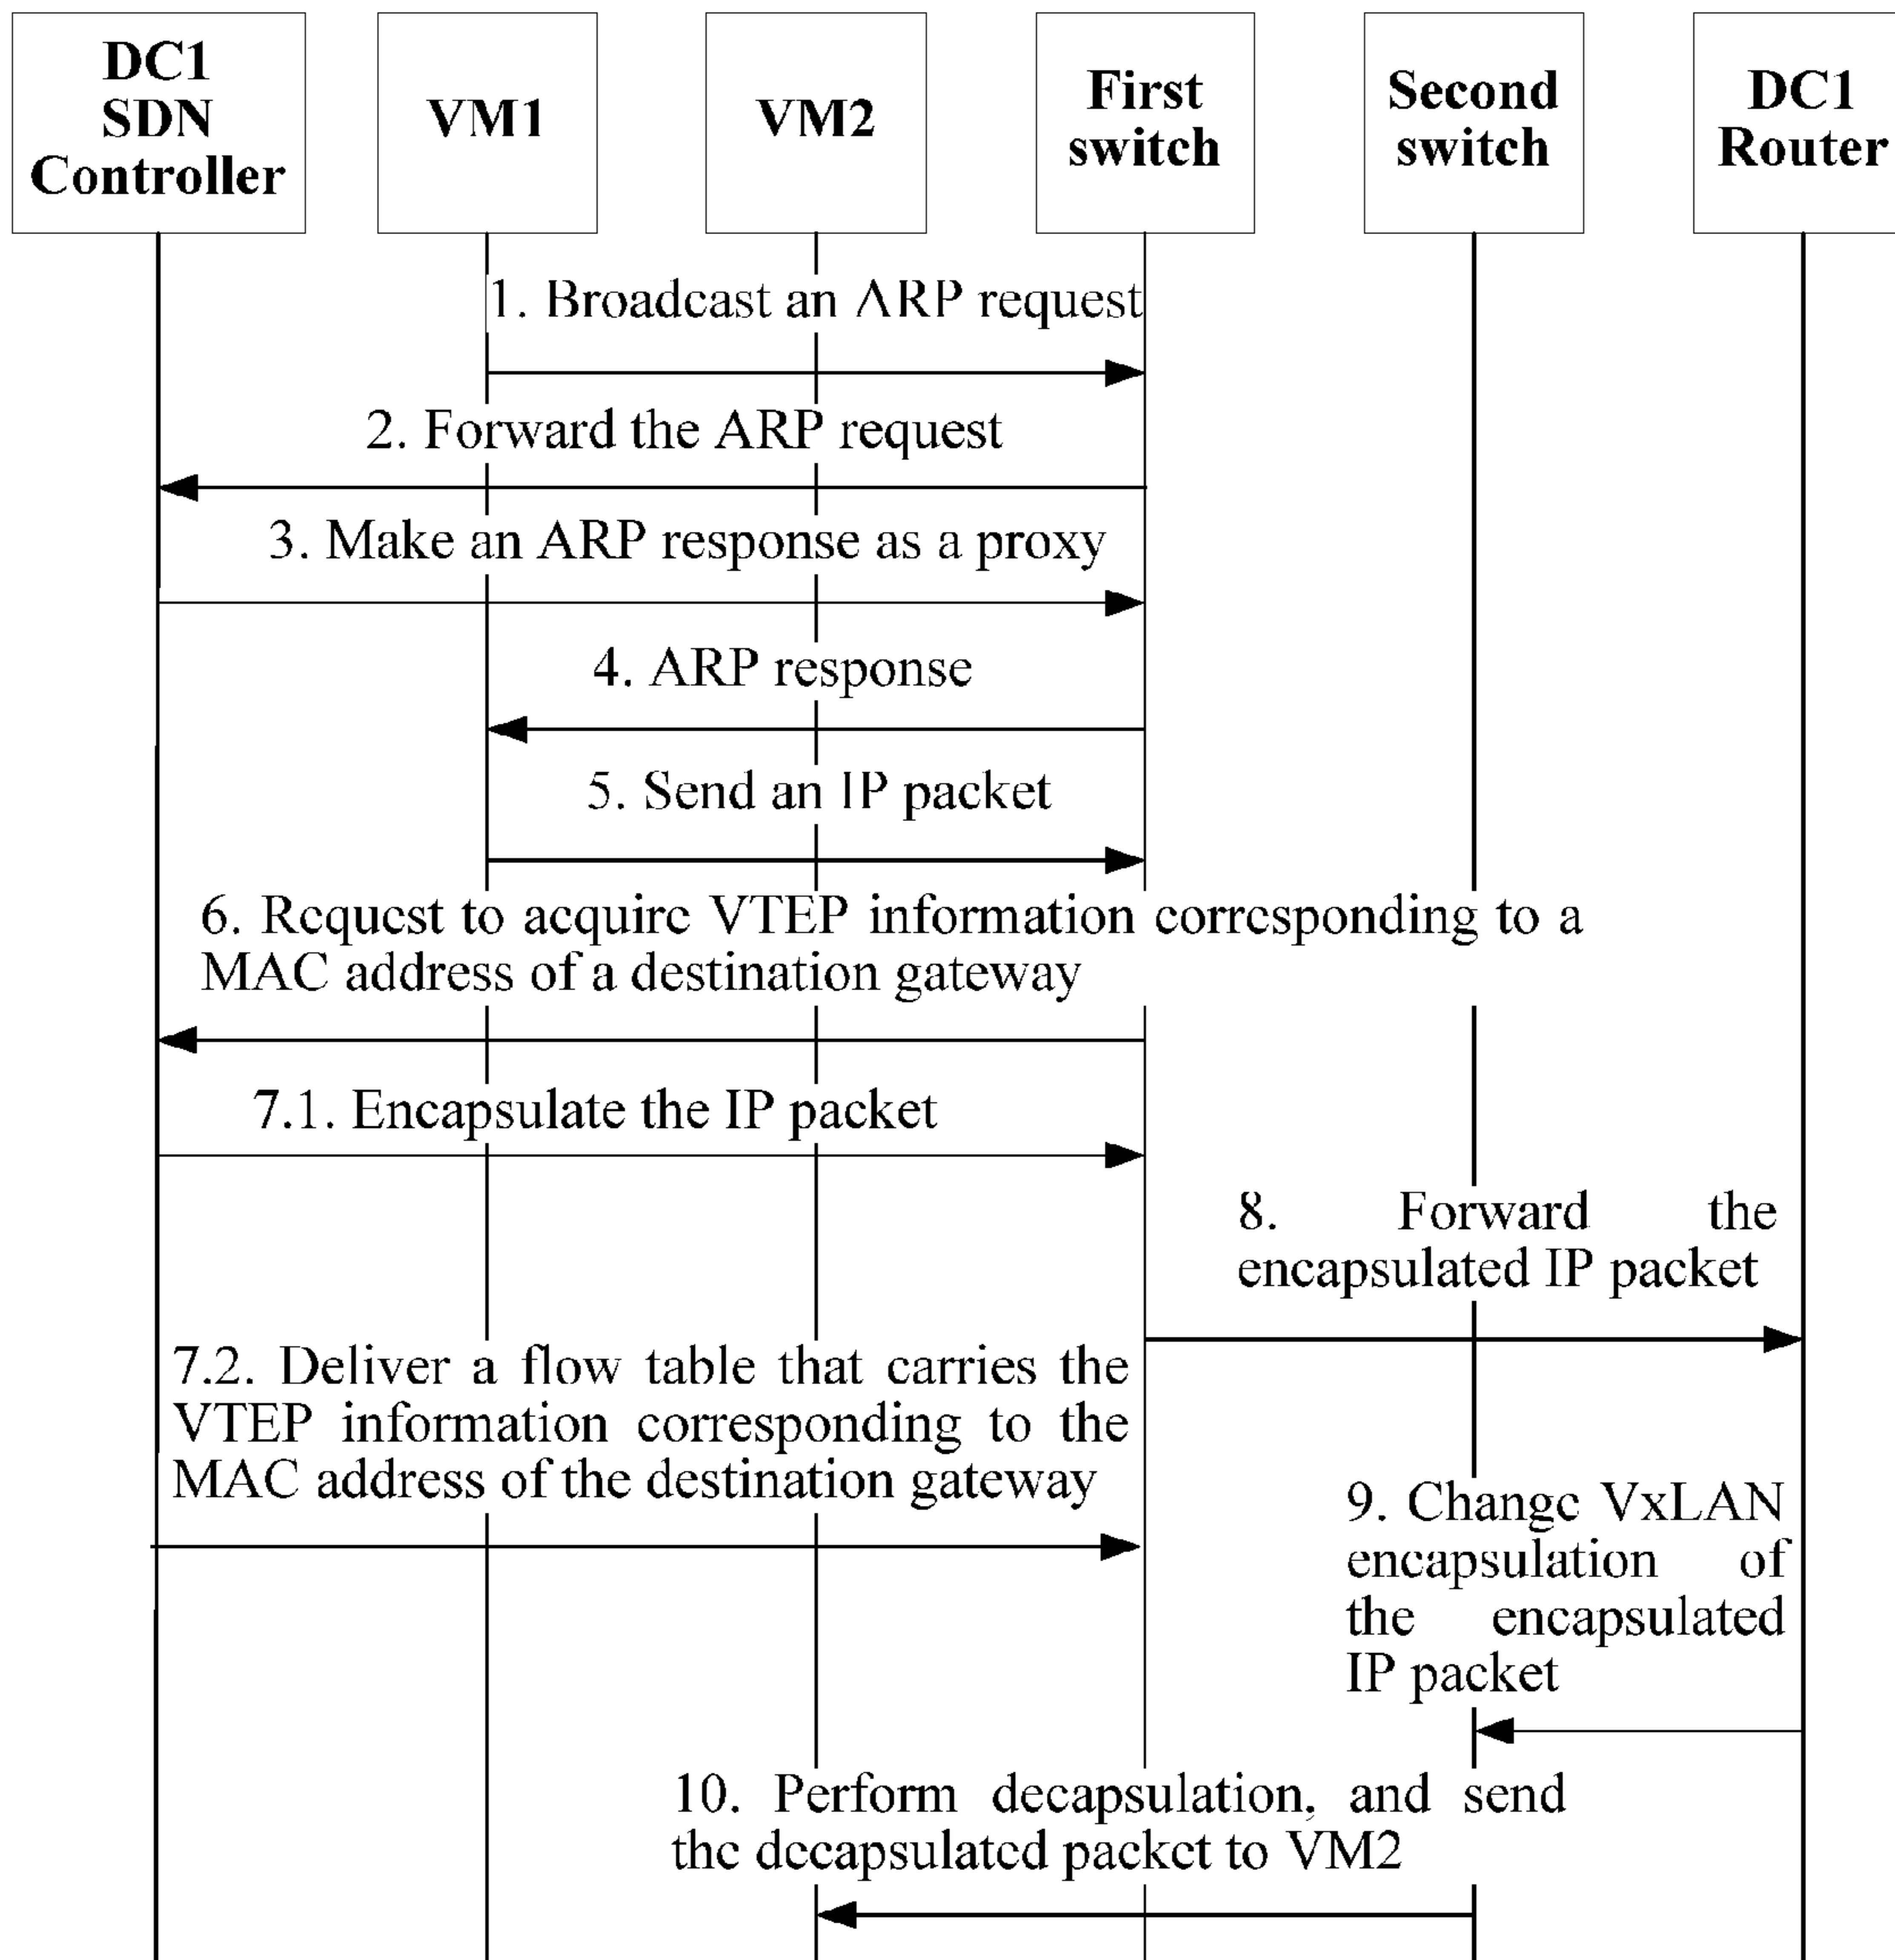 DC1
SDN
Controller
VM1
VM2
First
switch
Second
switch
DC1
Router
1. Broadcast an ARP request
2. Forward the ARP request
3. Make an ARP response as a proxy
4. ARP response
5. Send an IP packet
6. Request to acquire VTEP information corresponding to a
MAC address of a destination gateway
7.1. Encapsulate the IP packet
8. Forward the
encapsulated IP packet
7.2. Deliver a flow table that carries the
VTEP information corresponding to the
MAC address of the destination gateway
9. Change VxLAN
encapsulation of
the encapsulated
IP packet
10. Perform decapsulation, and send
the decapsulated packet to VM2